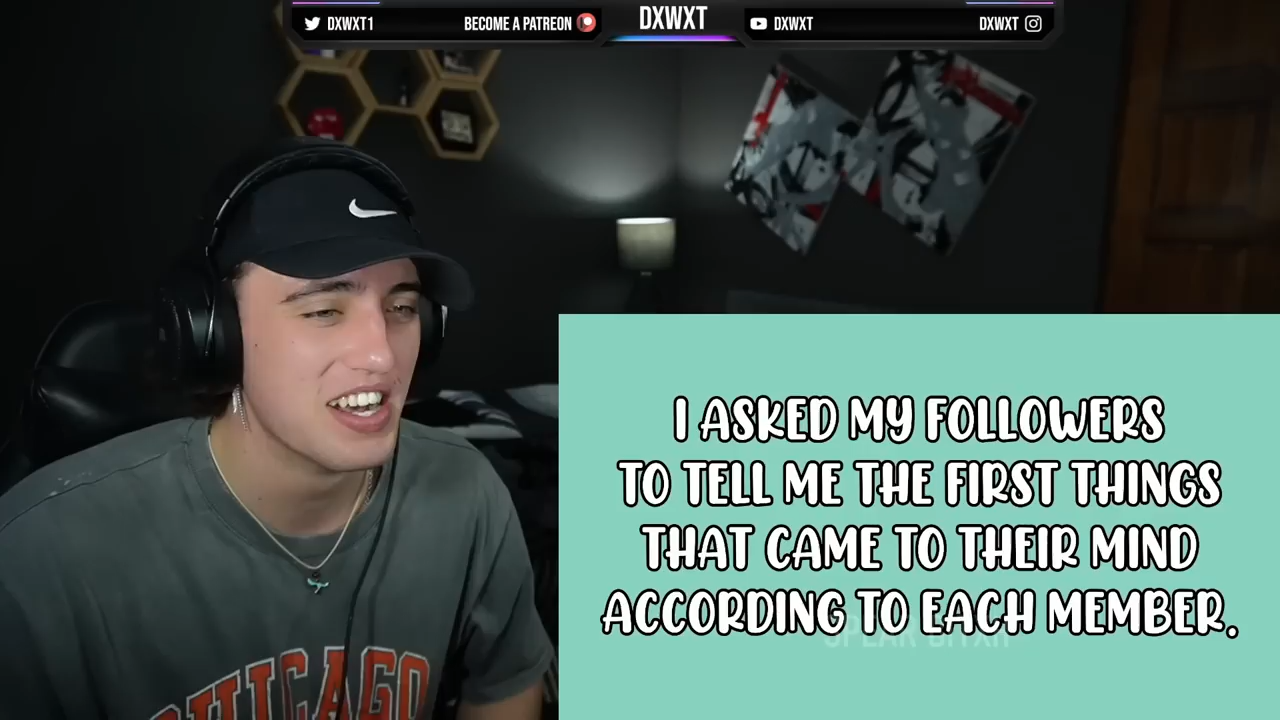 DXWXT1
BECOME A PATREON
DXWXT
DXWXT
DXWXT
I ASKED MY FOLLOWERS
TO TELL ME THE FIRST THINGS
THAT CAME TO THEIR MIND
ACCORDING TO EACH MEMBER.
CHICAGO